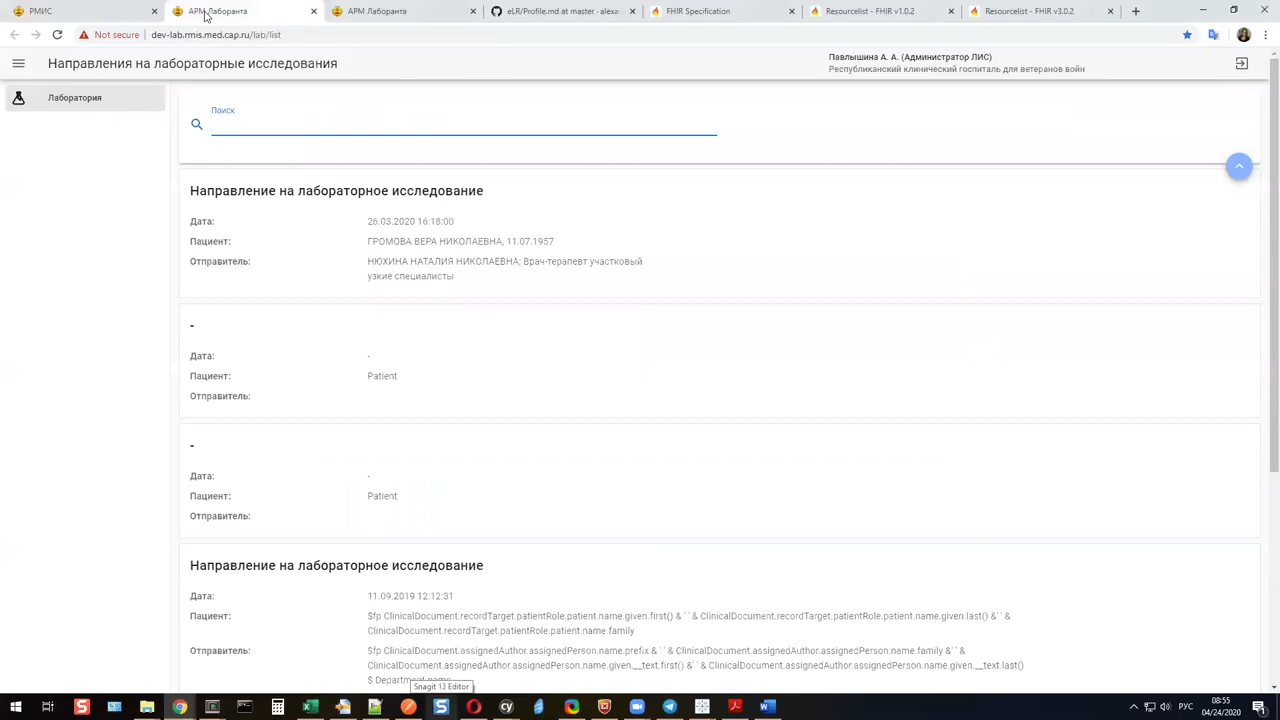 РМИС
АРМ Лаборанта
АРМ Лаборанта
eLR/Profile.md at master · alexa-
FHIR Specification
Resourcelist - FHIR v1.0.2
Resourcelist - FHIR v3.0.2
Not secure | dev-lab.rmis.med.cap.ru/lab/list
Направления на лабораторные исследования
Павлышина А. А. (Администратор ЛИС)
Республиканский клинический госпиталь для ветеранов войн
Лаборатория
Поиск
Направление на лабораторное исследование
Дата: 26.03.2020 16:18:00
Пациент: ГРОМОВА ВЕРА НИКОЛАЕВНА, 11.07.1957
Отправитель: НЮХИНА НАТАЛИЯ НИКОЛАЕВНА; Врач-терапевт участковый
узкие специалисты
-
Дата: -
Пациент: Patient
Отправитель:
-
Дата: -
Пациент: Patient
Отправитель:
Направление на лабораторное исследование
Дата: 11.09.2019 12:12:31
Пациент: $fp ClinicalDocument.recordTarget.patientRole.patient.name.given.first() & ' ' & ClinicalDocument.recordTarget.patientRole.patient.name.given.last() &' ' &
ClinicalDocument.recordTarget.patientRole.patient.name.family
Отправитель: $fp ClinicalDocument.assignedAuthor.assignedPerson.name.prefix & ' ' & ClinicalDocument.assignedAuthor.assignedPerson.name.family &' ' &
ClinicalDocument.assignedAuthor.assignedPerson.name.given.__text.first() &' ' & ClinicalDocument.assignedAuthor.assignedPerson.name.given.__text.last()
$ Department.name
Snagit 13 Editor
РУС
08:55
04/24/2020